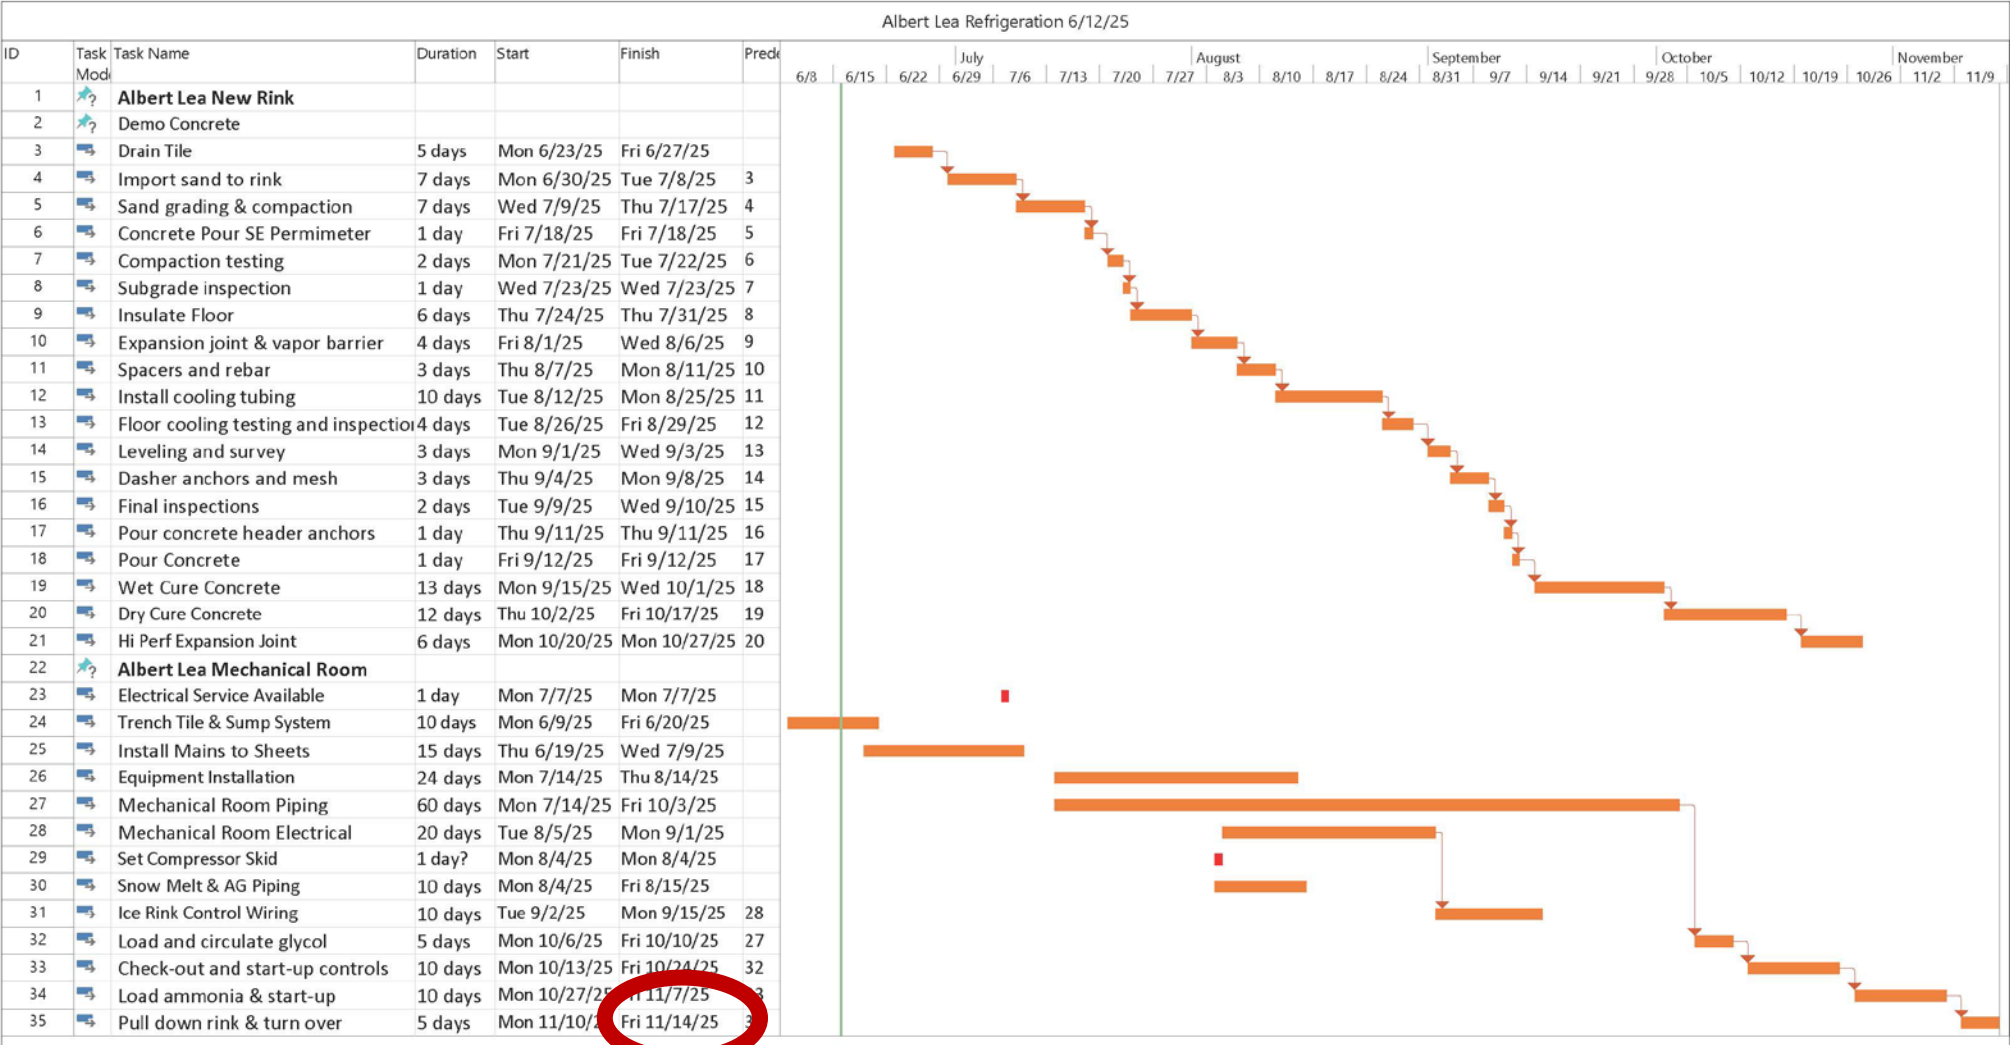 Albert Lea Refrigeration 6/12/25
ID Task Mode Task Name Duration Start Finish Prede
July August September October November
6/8 6/15 6/22 6/29 7/6 7/13 7/20 7/27 8/3 8/10 8/17 8/24 8/31 9/7 9/14 9/21 9/28 10/5 10/12 10/19 10/26 11/2 11/9
1 ? Albert Lea New Rink
2 ? Demo Concrete
3 Drain Tile 5 days Mon 6/23/25 Fri 6/27/25
4 Import sand to rink 7 days Mon 6/30/25 Tue 7/8/25 3
5 Sand grading & compaction 7 days Wed 7/9/25 Thu 7/17/25 4
6 Concrete Pour SE Permimeter 1 day Fri 7/18/25 Fri 7/18/25 5
7 Compaction testing 2 days Mon 7/21/25 Tue 7/22/25 6
8 Subgrade inspection 1 day Wed 7/23/25 Wed 7/23/25 7
9 Insulate Floor 6 days Thu 7/24/25 Thu 7/31/25 8
10 Expansion joint & vapor barrier 4 days Fri 8/1/25 Wed 8/6/25 9
11 Spacers and rebar 3 days Thu 8/7/25 Mon 8/11/25 10
12 Install cooling tubing 10 days Tue 8/12/25 Mon 8/25/25 11
13 Floor cooling testing and inspection 4 days Tue 8/26/25 Fri 8/29/25 12
14 Leveling and survey 3 days Mon 9/1/25 Wed 9/3/25 13
15 Dasher anchors and mesh 3 days Thu 9/4/25 Mon 9/8/25 14
16 Final inspections 2 days Tue 9/9/25 Wed 9/10/25 15
17 Pour concrete header anchors 1 day Thu 9/11/25 Thu 9/11/25 16
18 Pour Concrete 1 day Fri 9/12/25 Fri 9/12/25 17
19 Wet Cure Concrete 13 days Mon 9/15/25 Wed 10/1/25 18
20 Dry Cure Concrete 12 days Thu 10/2/25 Fri 10/17/25 19
21 Hi Perf Expansion Joint 6 days Mon 10/20/25 Mon 10/27/25 20
22 ? Albert Lea Mechanical Room
23 Electrical Service Available 1 day Mon 7/7/25 Mon 7/7/25
24 Trench Tile & Sump System 10 days Mon 6/9/25 Fri 6/20/25
25 Install Mains to Sheets 15 days Thu 6/19/25 Wed 7/9/25
26 Equipment Installation 24 days Mon 7/14/25 Thu 8/14/25
27 Mechanical Room Piping 60 days Mon 7/14/25 Fri 10/3/25
28 Mechanical Room Electrical 20 days Tue 8/5/25 Mon 9/1/25
29 Set Compressor Skid 1 day? Mon 8/4/25 Mon 8/4/25
30 Snow Melt & AG Piping 10 days Mon 8/4/25 Fri 8/15/25
31 Ice Rink Control Wiring 10 days Tue 9/2/25 Mon 9/15/25 28
32 Load and circulate glycol 5 days Mon 10/6/25 Fri 10/10/25 27
33 Check-out and start-up controls 10 days Mon 10/13/25 Fri 10/24/25 32
34 Load ammonia & start-up 10 days Mon 10/27/25 Fri 11/7/25
35 Pull down rink & turn over 5 days Mon 11/10/ Fri 11/14/25